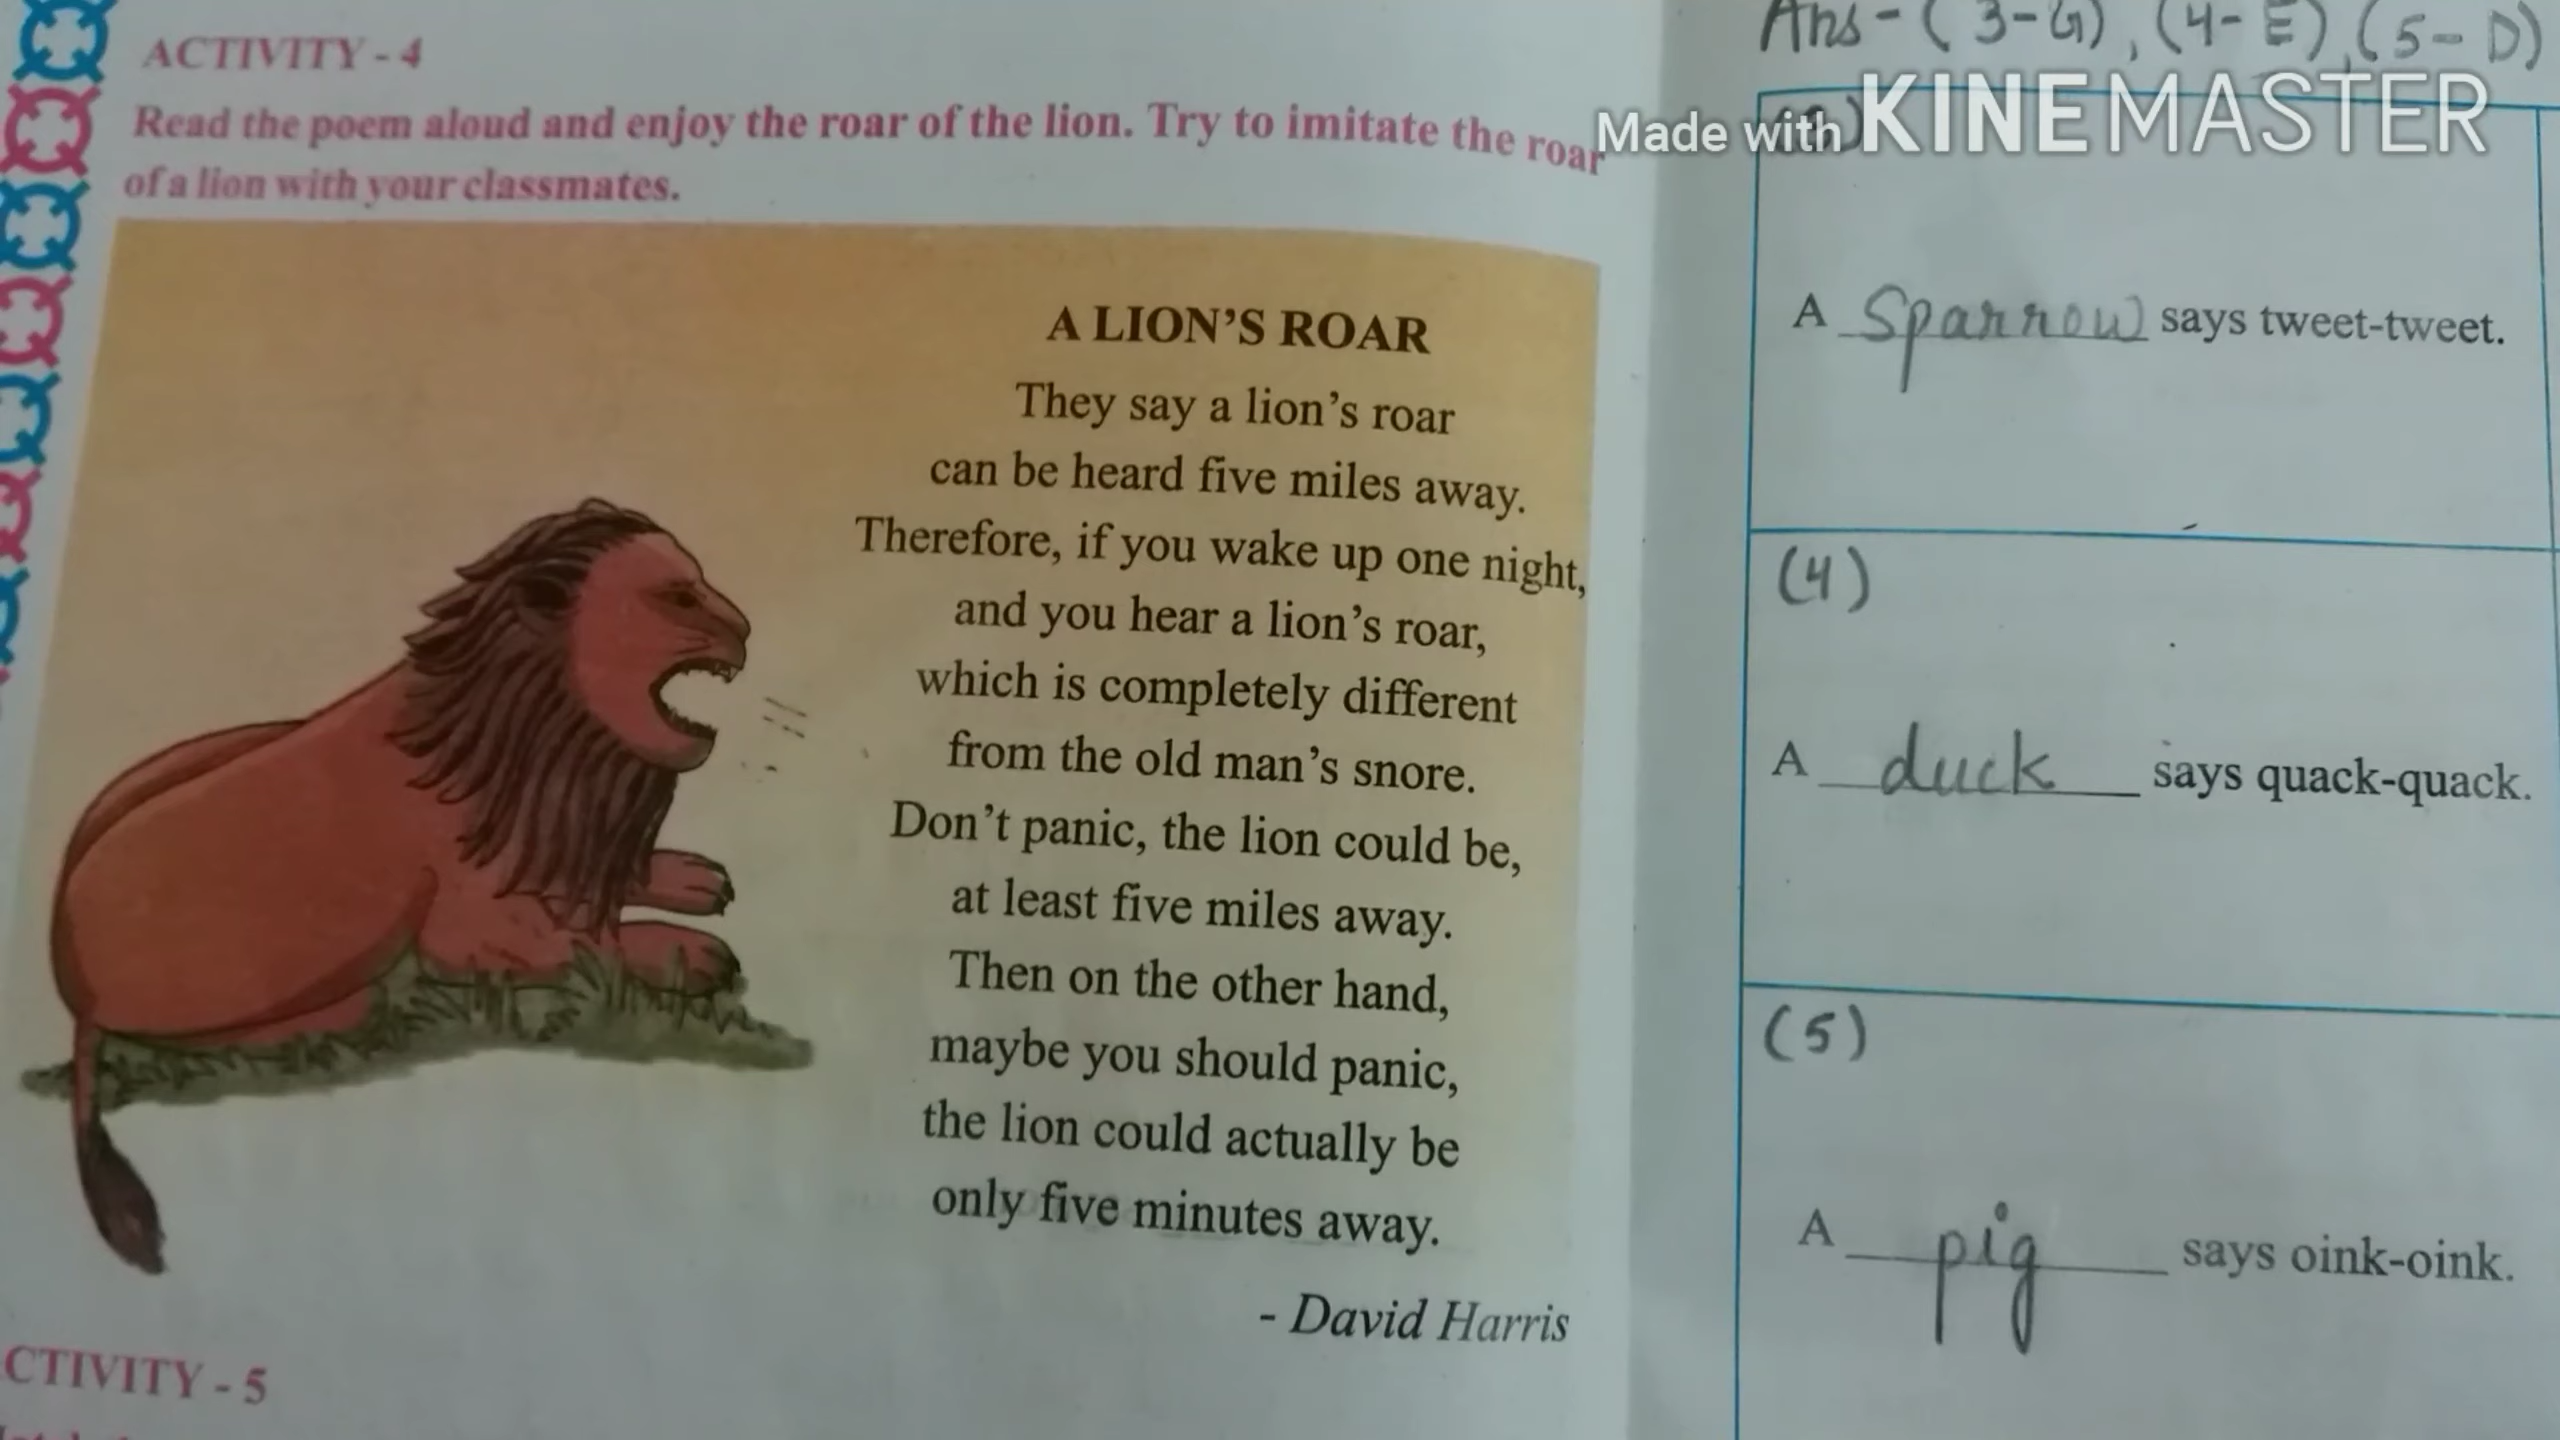 ACTIVITY - 4
Read the poem aloud and enjoy the roar of the lion. Try to imitate the roar
of a lion with your classmates.
A LION'S ROAR
They say a lion's roar
can be heard five miles away.
Therefore, if you wake up one night,
and you hear a lion's roar,
which is completely different
from the old man's snore.
Don't panic, the lion could be,
at least five miles away.
Then on the other hand,
maybe you should panic,
the lion could actually be
only five minutes away.
- David Harris
CTIVITY - 5
Ans - (3-G), (4-E), (5-D)
Made with KINEMASTER
A Sparrow says tweet-tweet.
(4)
A duck says quack-quack.
(5)
A pig says oink-oink.